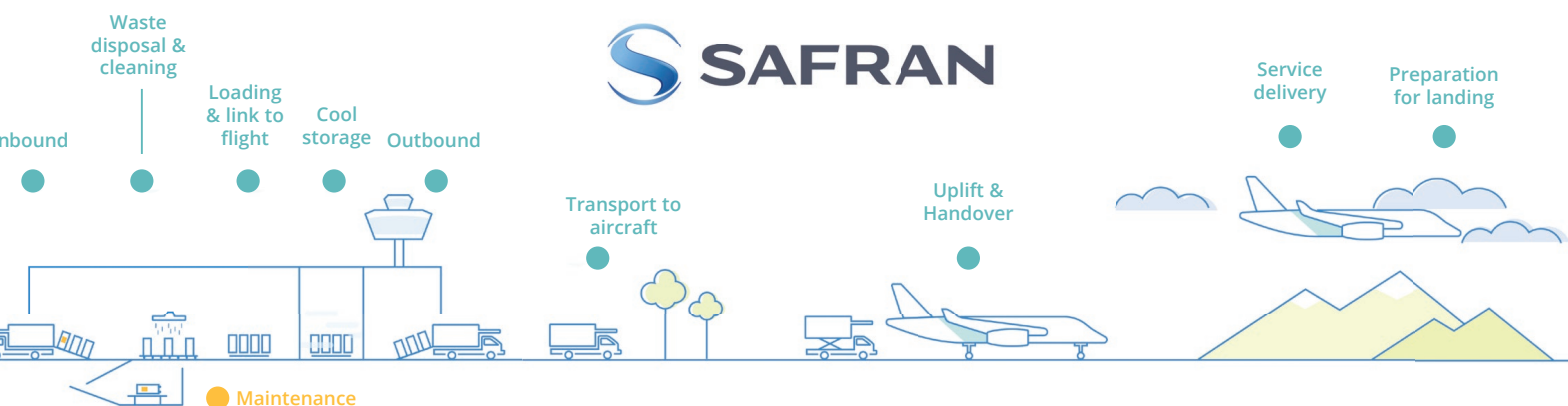 Waste
disposal &
cleaning
SAFRAN
Service
delivery
Preparation
for landing
Loading
& link to
flight
Cool
storage
Outbound
nbound
Transport to
aircraft
Uplift &
Handover
Maintenance